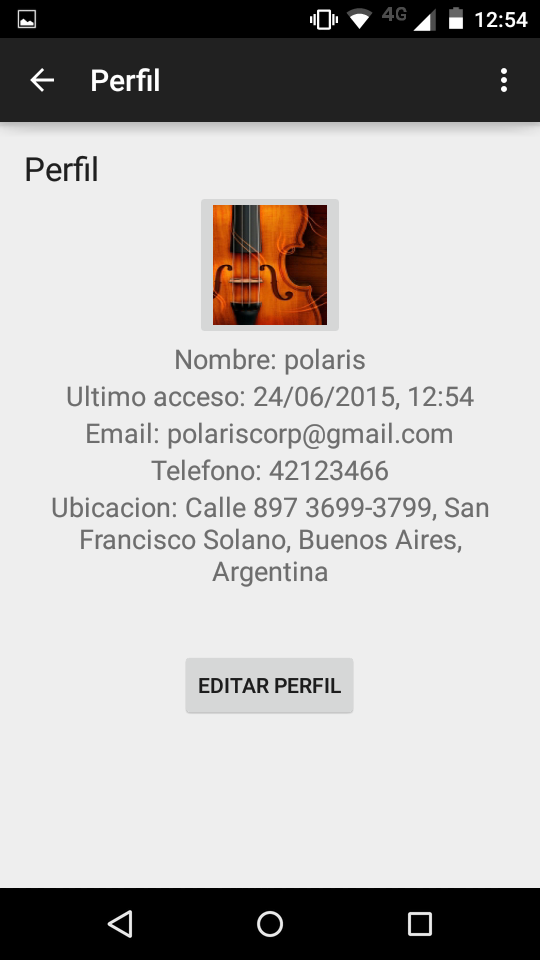 4G 12:54
Perfil
Perfil
Nombre: polaris
Ultimo acceso: 24/06/2015, 12:54
Email: polariscorp@gmail.com
Telefono: 42123466
Ubicacion: Calle 897 3699-3799, San
Francisco Solano, Buenos Aires,
Argentina
EDITAR PERFIL